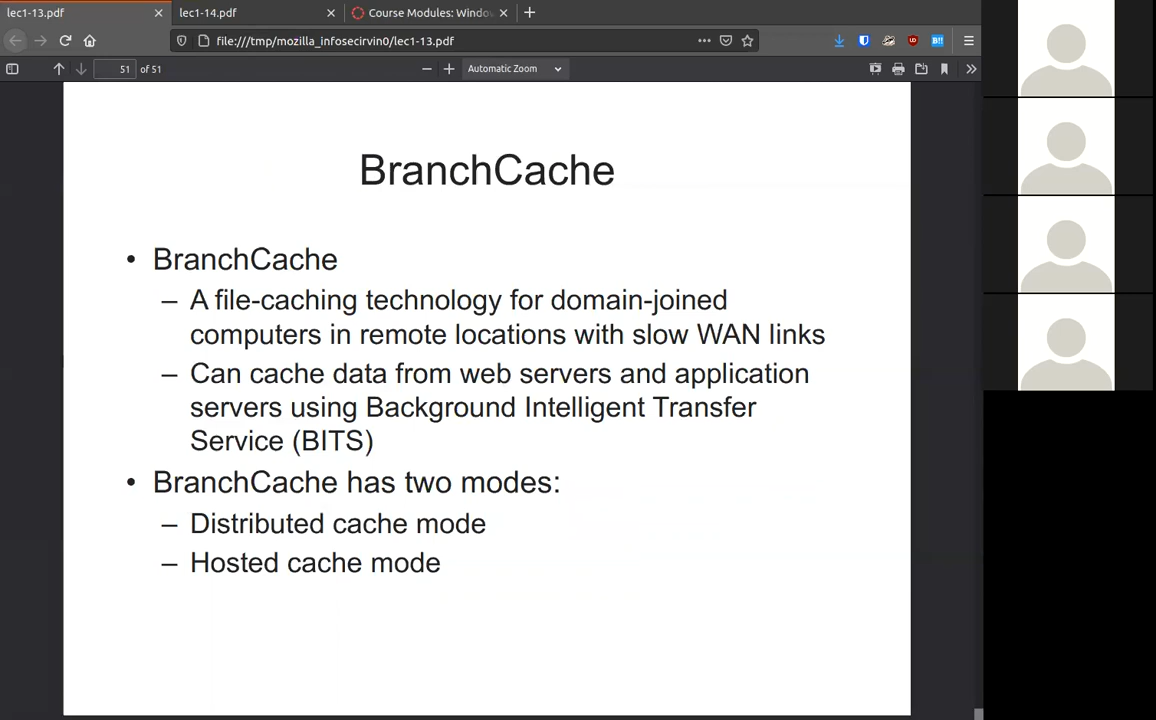 lec1-13.pdf
lec1-14.pdf
Course Modules: Windo
file:///tmp/mozilla_infosecirvin0/lec1-13.pdf
51 of 51
Automatic Zoom
BranchCache
• BranchCache
– A file-caching technology for domain-joined
computers in remote locations with slow WAN links
– Can cache data from web servers and application
servers using Background Intelligent Transfer
Service (BITS)
• BranchCache has two modes:
– Distributed cache mode
– Hosted cache mode